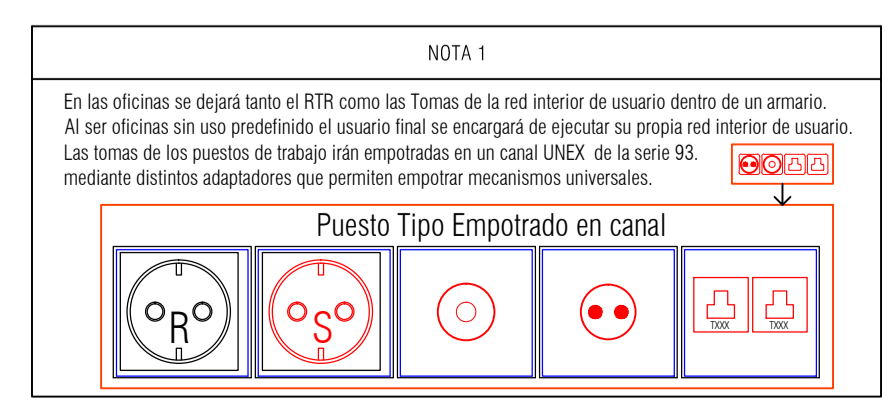 NOTA 1
En las oficinas se dejará tanto el RTR como las Tomas de la red interior de usuario dentro de un armario.
Al ser oficinas sin uso predefinido el usuario final se encargará de ejecutar su propia red interior de usuario.
Las tomas de los puestos de trabajo irán empotradas en un canal UNEX de la serie 93.
mediante distintos adaptadores que permiten empotrar mecanismos universales.
Puesto Tipo Empotrado en canal
R S
TXXX TXXX